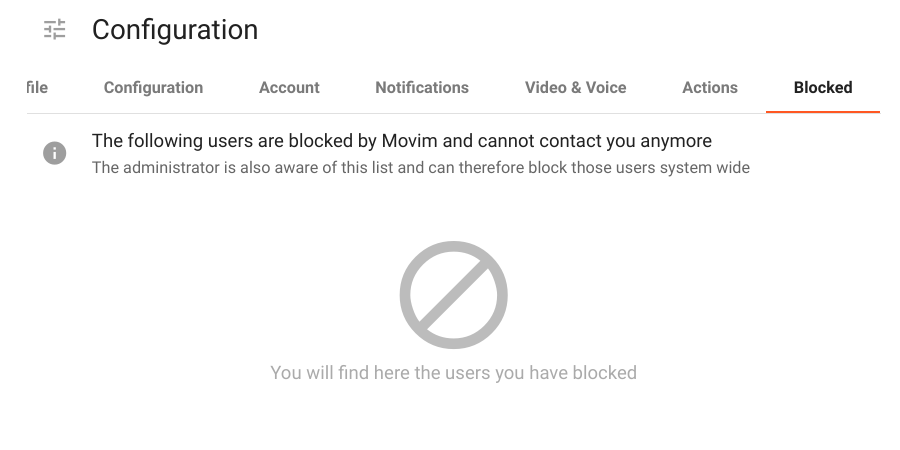 Configuration
file Configuration Account Notifications Video & Voice Actions Blocked
The following users are blocked by Movim and cannot contact you anymore
The administrator is also aware of this list and can therefore block those users system wide
You will find here the users you have blocked